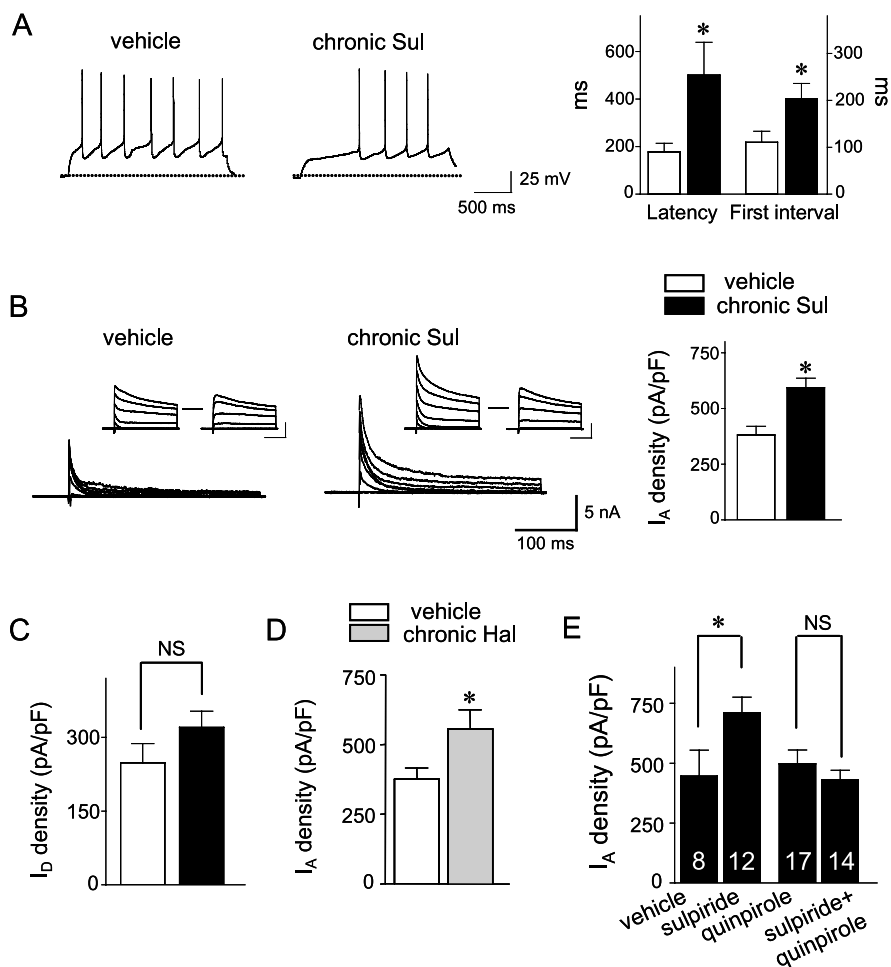 A
vehicle
chronic Sul
25 mV
500 ms
ms
600
400
200
0
*
*
300
200
100
0
ms
Latency
First interval
B
vehicle
chronic Sul
5 nA
100 ms
vehicle
chronic Sul
I_A density (pA/pF)
750
500
250
0
*
C
NS
I_D density (pA/pF)
300
150
0
D
vehicle
chronic Hal
I_A density (pA/pF)
750
500
250
0
*
E
*
NS
I_A density (pA/pF)
750
500
250
0
8
12
17
14
vehicle
sulpiride
quinpirole
sulpiride+
quinpirole